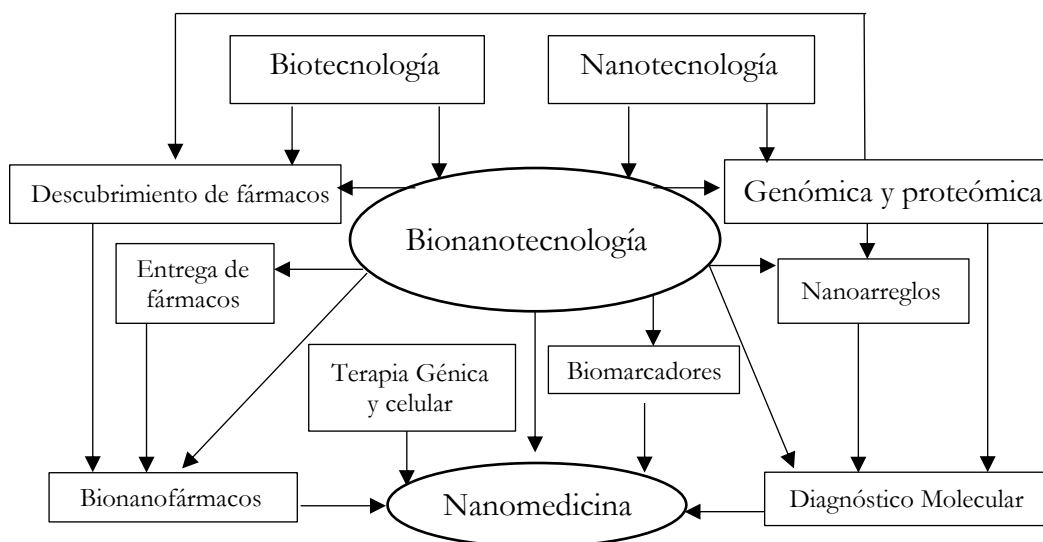 Biotecnología
Nanotecnología
Descubrimiento de fármacos
Genómica y proteómica
Bionanotecnología
Entrega de
fármacos
Nanoarreglos
Terapia Génica
y celular
Biomarcadores
Bionanofármacos
Nanomedicina
Diagnóstico Molecular